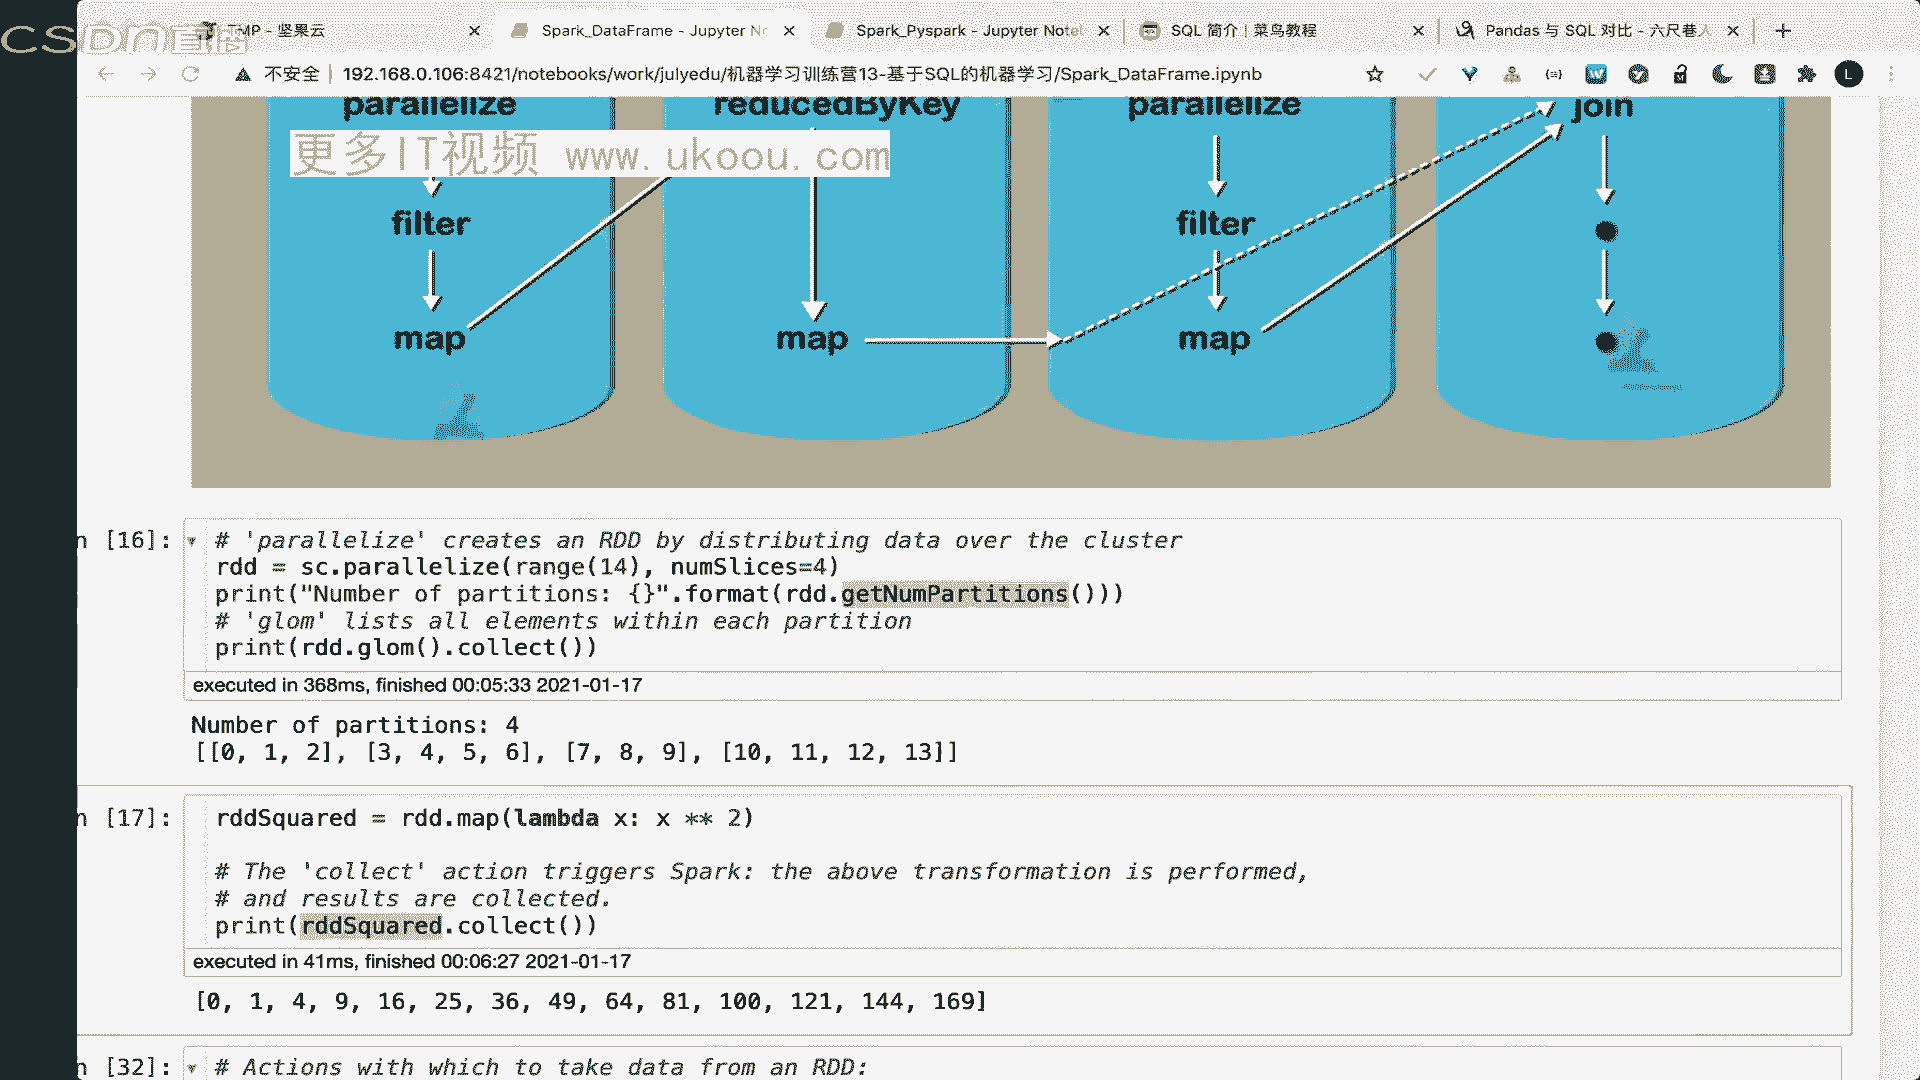 CSDN直播
TMP - 坚果云
Spark_DataFrame - Jupyter No
Spark_Pyspark - Jupyter Notel
SQL 简介 | 菜鸟教程
Pandas 与 SQL 对比 - 六尺巷人
不安全
192.168.0.106:8421/notebooks/work/julyedu/机器学习训练营13-基于SQL的机器学习/Spark_DataFrame.ipynb
L
parallelize
reducedByKey
parallelize
join
更多IT视频 www.ukoou.com
filter
filter
map
map
map
n [16]:
# 'parallelize' creates an RDD by distributing data over the cluster
rdd = sc.parallelize(range(14), numSlices=4)
print("Number of partitions: {}".format(rdd.getNumPartitions()))
# 'glom' lists all elements within each partition
print(rdd.glom().collect())
executed in 368ms, finished 00:05:33 2021-01-17
Number of partitions: 4
[[0, 1, 2], [3, 4, 5, 6], [7, 8, 9], [10, 11, 12, 13]]
n [17]:
rddSquared = rdd.map(lambda x: x ** 2)
# The 'collect' action triggers Spark: the above transformation is performed,
# and results are collected.
print(rddSquared.collect())
executed in 41ms, finished 00:06:27 2021-01-17
[0, 1, 4, 9, 16, 25, 36, 49, 64, 81, 100, 121, 144, 169]
n [32]:
# Actions with which to take data from an RDD: